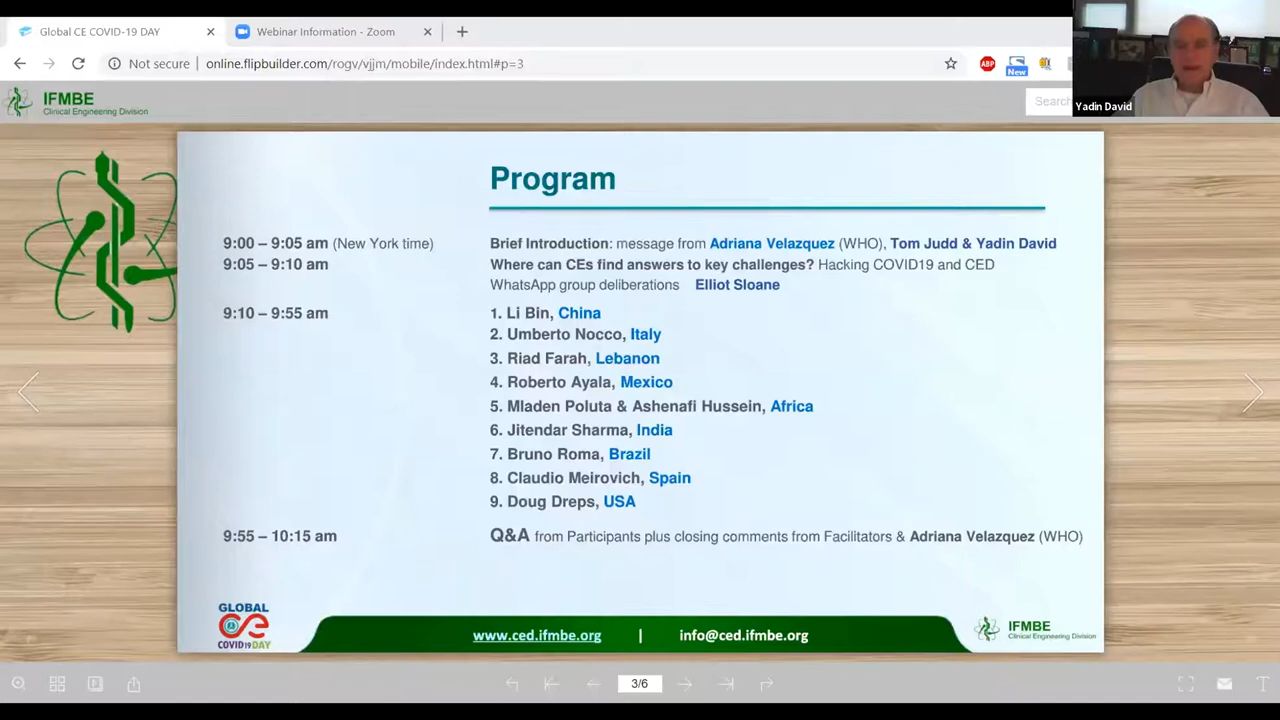 Global CE COVID-19 DAY
Webinar Information - Zoom
Not secure | online.flipbuilder.com/rogv/vjjm/mobile/index.html#p=3
ABP
New
Yadin David
IFMBE
Clinical Engineering Division
Search
Program
9:00 – 9:05 am (New York time) Brief Introduction: message from Adriana Velazquez (WHO), Tom Judd & Yadin David
9:05 – 9:10 am Where can CEs find answers to key challenges? Hacking COVID19 and CED
WhatsApp group deliberations Elliot Sloane
9:10 – 9:55 am 1. Li Bin, China
2. Umberto Nocco, Italy
3. Riad Farah, Lebanon
4. Roberto Ayala, Mexico
5. Mladen Poluta & Ashenafi Hussein, Africa
6. Jitendar Sharma, India
7. Bruno Roma, Brazil
8. Claudio Meirovich, Spain
9. Doug Dreps, USA
9:55 – 10:15 am Q&A from Participants plus closing comments from Facilitators & Adriana Velazquez (WHO)
GLOBAL
ce
COVID19DAY
www.ced.ifmbe.org | info@ced.ifmbe.org
IFMBE
Clinical Engineering Division
3/6